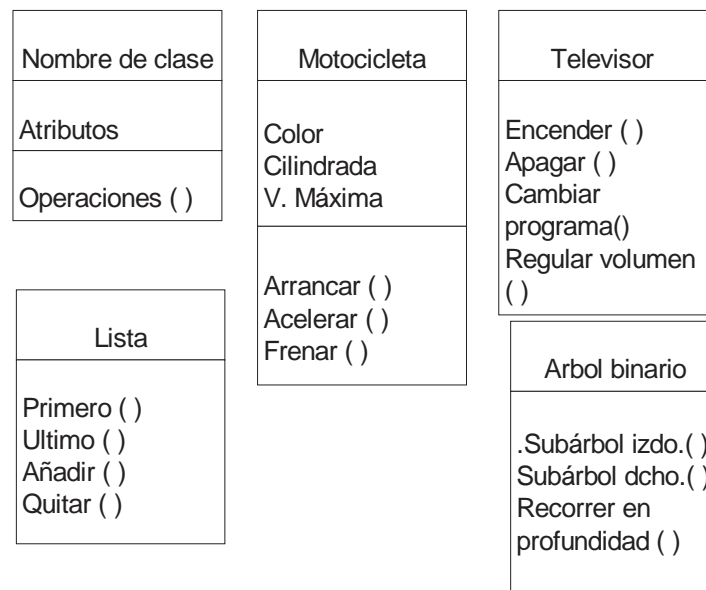 Nombre de clase
Atributos
Operaciones ( )
Motocicleta
Color
Cilindrada
V. Máxima
Arrancar ( )
Acelerar ( )
Frenar ( )
Televisor
Encender ( )
Apagar ( )
Cambiar
programa()
Regular volumen
( )
Lista
Primero ( )
Ultimo ( )
Añadir ( )
Quitar ( )
Arbol binario
.Subárbol izdo.( )
Subárbol dcho.( )
Recorrer en
profundidad ( )